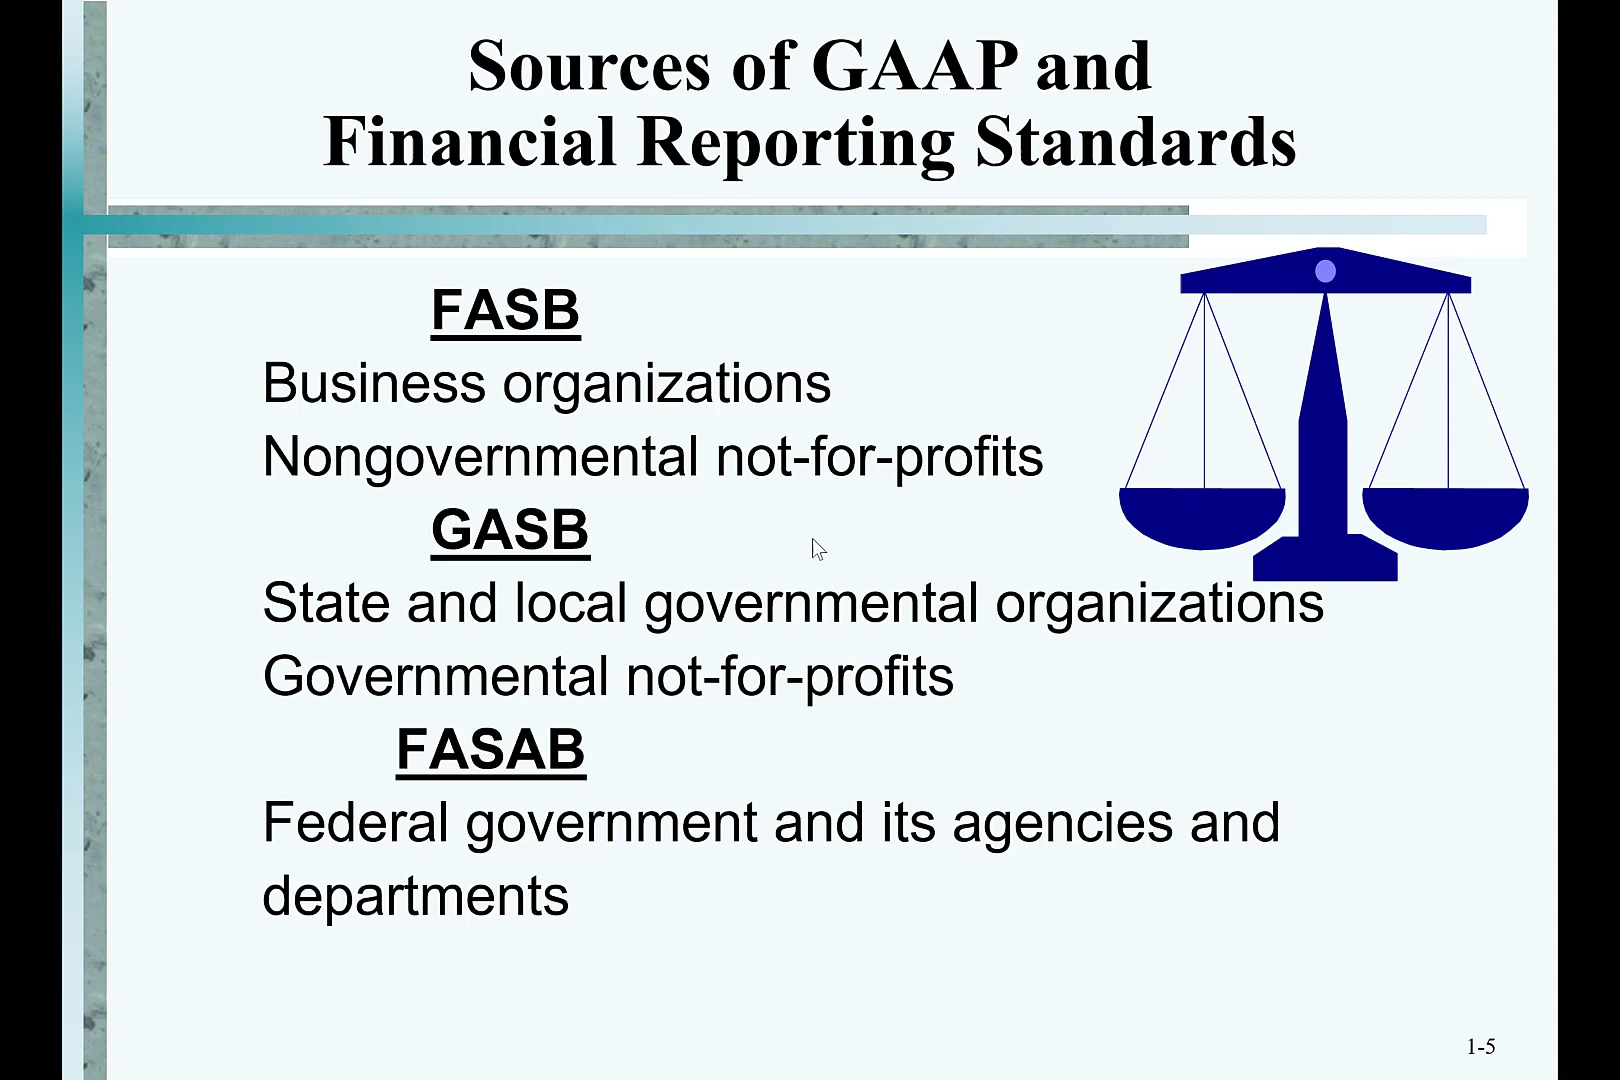 Sources of GAAP and
Financial Reporting Standards
FASB
Business organizations
Nongovernmental not-for-profits
GASB
State and local governmental organizations
Governmental not-for-profits
FASAB
Federal government and its agencies and
departments
1-5